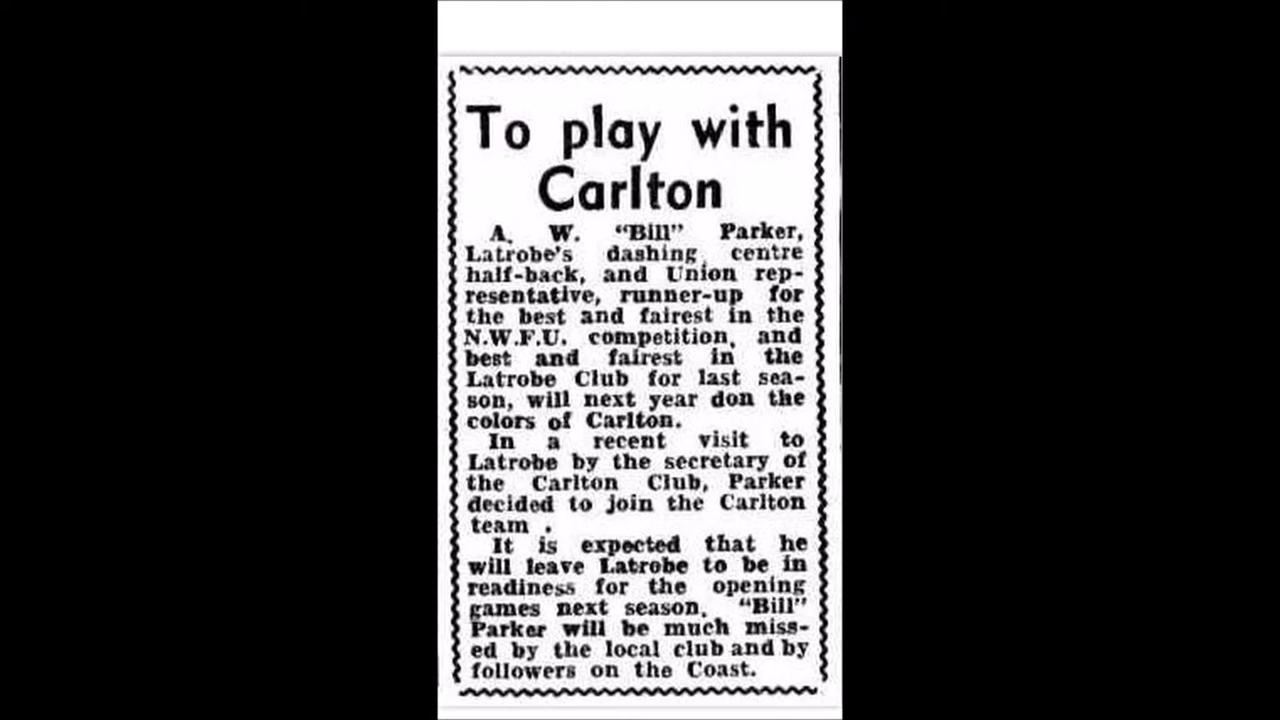 To play with
Carlton
A. W. "Bill" Parker,
Latrobe's dashing centre
half-back, and Union rep-
resentative, runner-up for
the best and fairest in the
N.W.F.U. competition, and
best and fairest in the
Latrobe Club for last sea-
son, will next year don the
colors of Carlton.
In a recent visit to
Latrobe by the secretary of
the Carlton Club, Parker
decided to join the Carlton
team .
It is expected that he
will leave Latrobe to be in
readiness for the opening
games next season. "Bill"
Parker will be much miss-
ed by the local club and by
followers on the Coast.